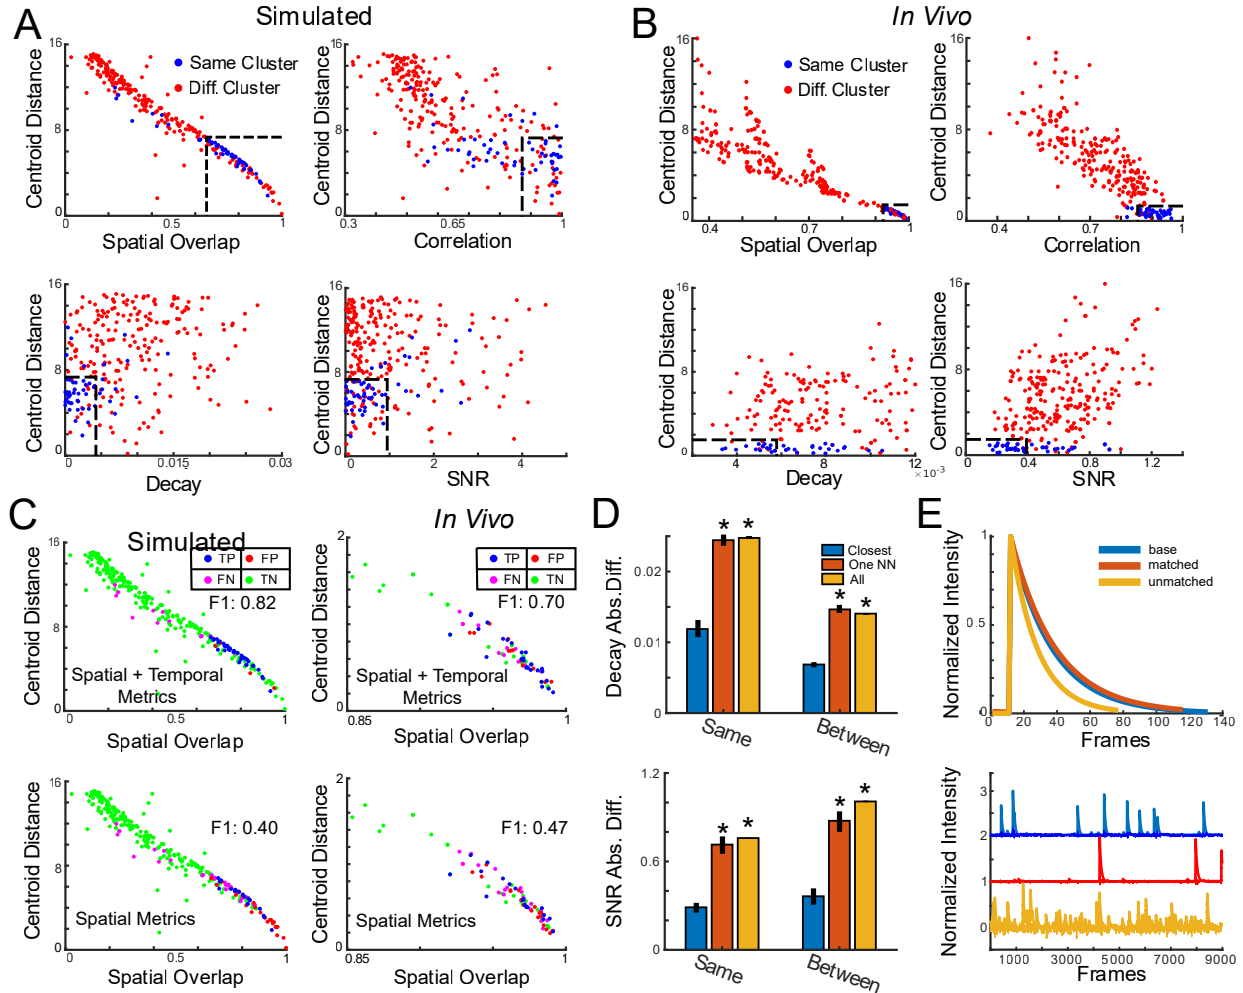 A
Simulated
16
8
0
Centroid Distance
Same Cluster
Diff. Cluster
0
0.5
1
Spatial Overlap
16
8
0
Centroid Distance
0.3
0.65
1
Correlation
B
In Vivo
16
8
0
Centroid Distance
Same Cluster
Diff. Cluster
0.4
0.7
1
Spatial Overlap
16
8
0
Centroid Distance
0.4
0.7
1
Correlation
16
8
0
Centroid Distance
0
0.015
0.03
Decay
16
8
0
Centroid Distance
0
2
4
SNR
16
8
0
Centroid Distance
4
8
12
×10⁻³
Decay
16
8
0
Centroid Distance
0
0.4
0.8
1.2
SNR
C
Simulated
16
8
0
Centroid Distance
TP FP
FN TN
F1: 0.82
Spatial + Temporal
Metrics
0
0.5
1
Spatial Overlap
In Vivo
2
0
Centroid Distance
TP FP
FN TN
F1: 0.70
Spatial + Temporal
Metrics
0.85
1
Spatial Overlap
16
8
0
Centroid Distance
F1: 0.40
Spatial Metrics
0
0.5
1
Spatial Overlap
2
0
Centroid Distance
F1: 0.47
Spatial Metrics
0.85
1
Spatial Overlap
D
Decay Abs.Diff.
0.02
0.01
0
* * * *
Closest
One NN
All
Same
Between
SNR Abs. Diff.
1.2
0.6
0
* * * *
Same
Between
E
Normalized Intensity
1
0.5
0
base
matched
unmatched
0 20 40 60 80 100 120 140
Frames
Normalized Intensity
3
2
1
0
1000 3000 5000 7000 9000
Frames